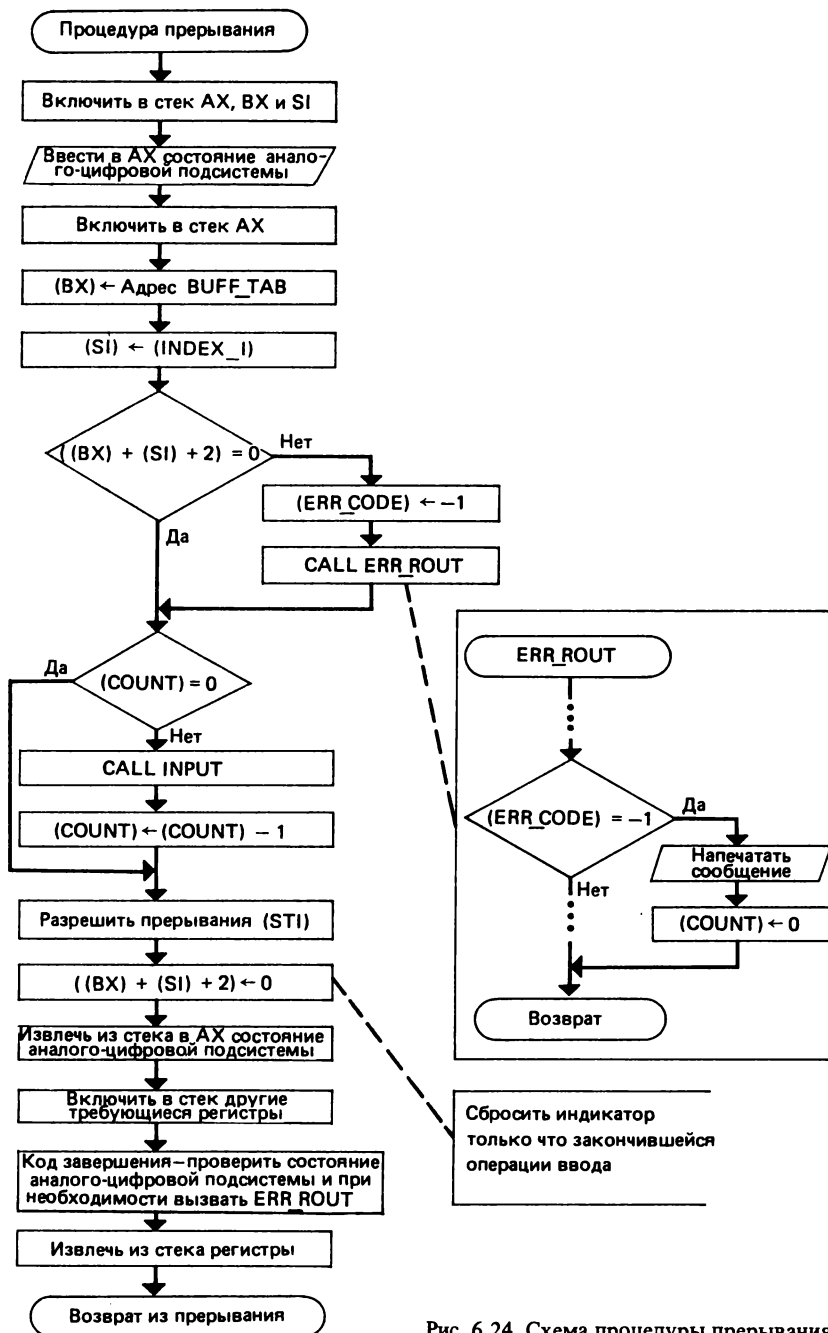 Процедура прерывания
Включить в стек AX, BX и SI
Ввести в AX состояние анало-
го-цифровой подсистемы
Включить в стек AX
(BX) ← Адрес BUFF_TAB
(SI) ← (INDEX_I)
((BX) + (SI) + 2) = 0
Нет
(ERR_CODE) ← −1
Да
CALL ERR_ROUT
Да
(COUNT) = 0
Нет
CALL INPUT
(COUNT) ← (COUNT) − 1
Разрешить прерывания (STI)
((BX) + (SI) + 2) ← 0
Извлечь из стека в AX состояние
аналого-цифровой подсистемы
Включить в стек другие
требующиеся регистры
Код завершения—проверить состояние
аналого-цифровой подсистемы и при
необходимости вызвать ERR_ROUT
Извлечь из стека регистры
Возврат из прерывания
ERR_ROUT
(ERR_CODE) = −1
Да
Напечатать
сообщение
Нет
(COUNT) ← 0
Возврат
Сбросить индикатор
только что закончившейся
операции ввода
Рис. 6.24. Схема процедуры прерывания